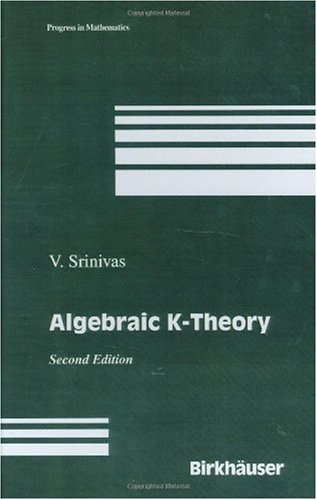 Progress in Mathematics
V. Srinivas
Algebraic K-Theory
Second Edition
Birkhäuser